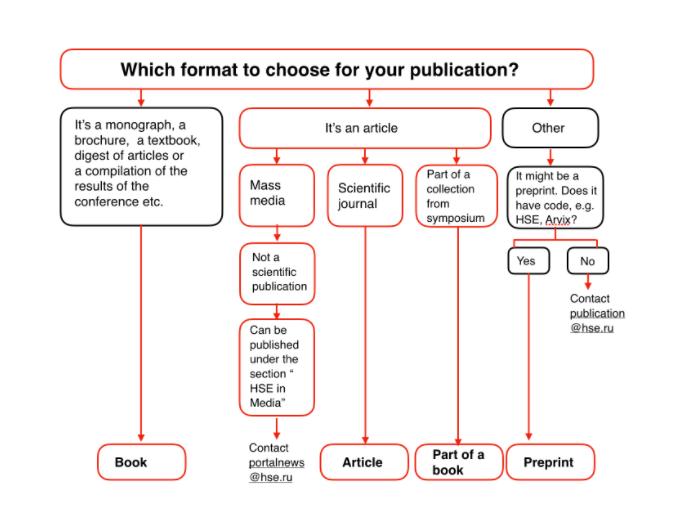 Which format to choose for your publication?
It's a monograph, a
brochure, a textbook,
digest of articles or
a compilation of the
results of the
conference etc.
It's an article
Other
Mass
media
Scientific
journal
Part of a
collection
from
symposium
It might be a
preprint. Does it
have code, e.g.
HSE, Arvix?
Not a
scientific
publication
Yes
No
Contact
publication
@hse.ru
Can be
published
under the
section “
HSE in
Media”
Contact
portalnews
@hse.ru
Book
Article
Part of a
book
Preprint